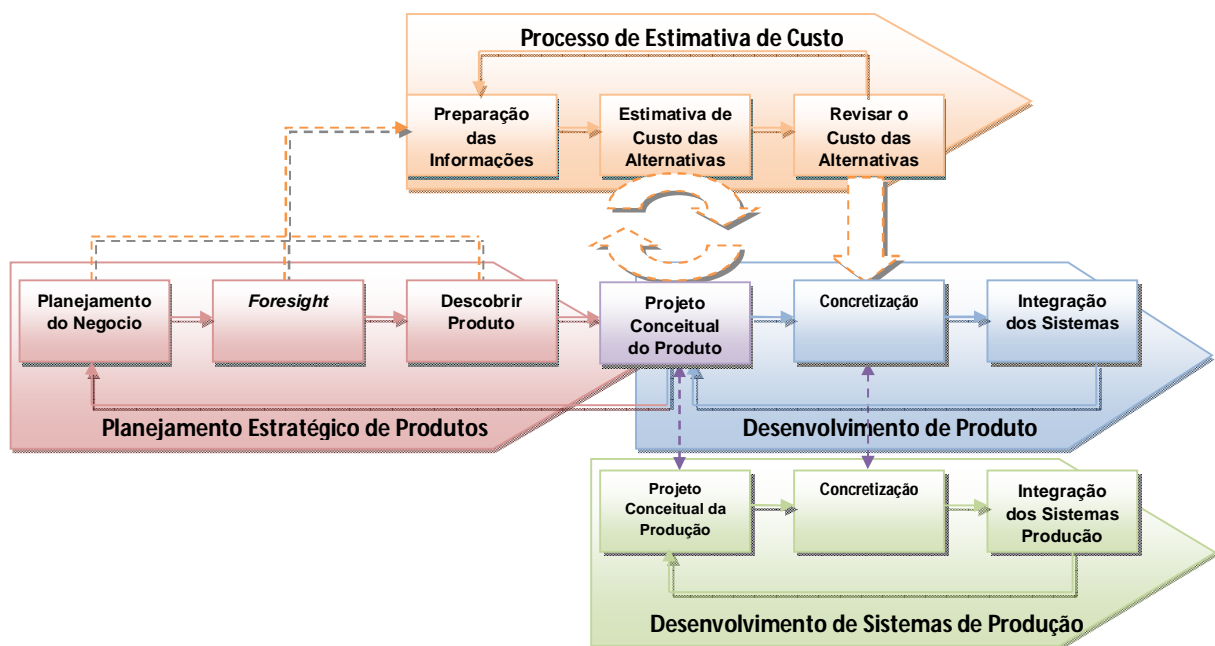 Processo de Estimativa de Custo
Preparação
das
Informações
Estimativa de
Custo das
Alternativas
Revisar o
Custo das
Alternativas
Planejamento
do Negocio
Foresight
Descobrir
Produto
Projeto
Conceitual
do Produto
Concretização
Integração
dos Sistemas
Planejamento Estratégico de Produtos
Desenvolvimento de Produto
Projeto
Conceitual da
Produção
Concretização
Integração
dos Sistemas
Produção
Desenvolvimento de Sistemas de Produção